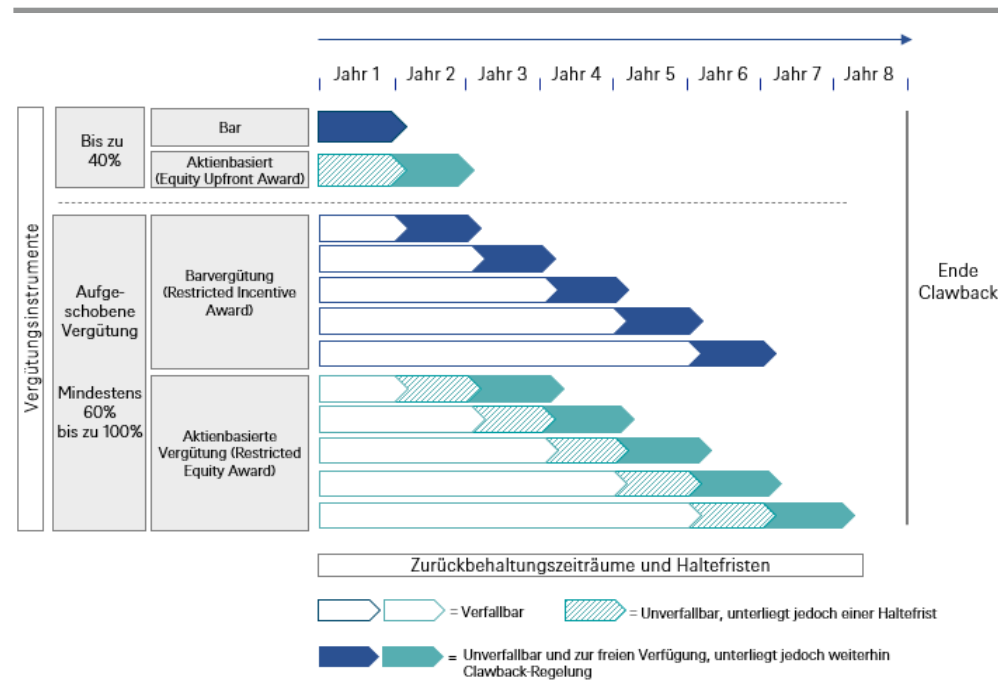 Jahr 1 Jahr 2 Jahr 3 Jahr 4 Jahr 5 Jahr 6 Jahr 7 Jahr 8
Vergütungsinstrumente
Bis zu
40%
Bar
Aktienbasiert
(Equity Upfront Award)
Aufge-
schobene
Vergütung
Mindestens
60%
bis zu 100%
Barvergütung
(Restricted Incentive
Award)
Aktienbasierte
Vergütung (Restricted
Equity Award)
Ende
Clawback
Zurückbehaltungszeiträume und Haltefristen
= Verfallbar
= Unverfallbar, unterliegt jedoch einer Haltefrist
= Unverfallbar und zur freien Verfügung, unterliegt jedoch weiterhin
Clawback-Regelung